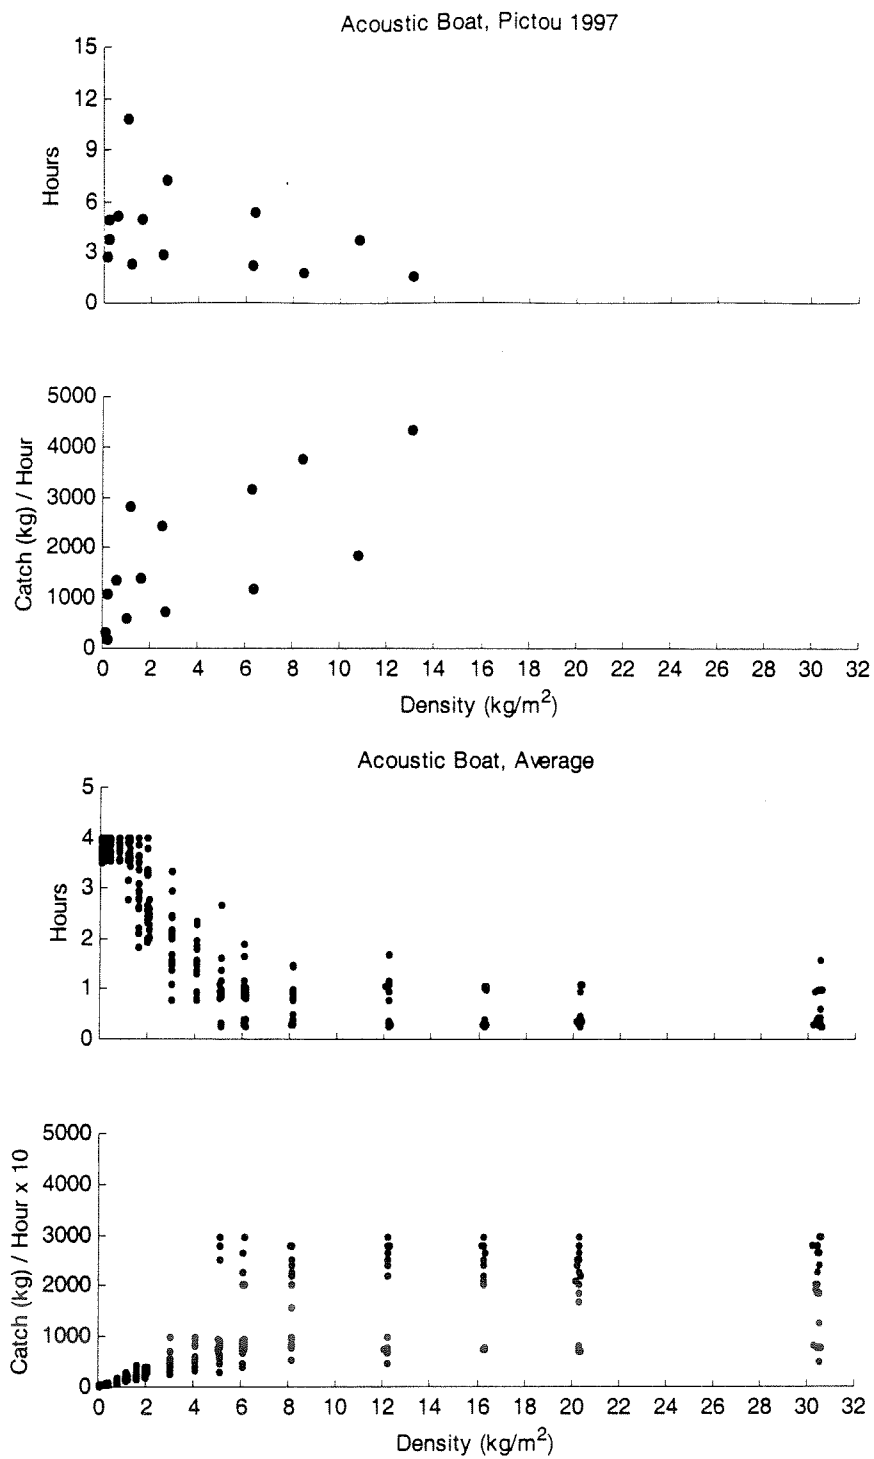 Acoustic Boat, Pictou 1997
15
12
9
6
3
0
Hours
5000
4000
3000
2000
1000
0
Catch (kg) / Hour
0 2 4 6 8 10 12 14 16 18 20 22 24 26 28 30 32
Density (kg/m²)
Acoustic Boat, Average
5
4
3
2
1
0
Hours
5000
4000
3000
2000
1000
0
Catch (kg) / Hour x 10
0 2 4 6 8 10 12 14 16 18 20 22 24 26 28 30 32
Density (kg/m²)